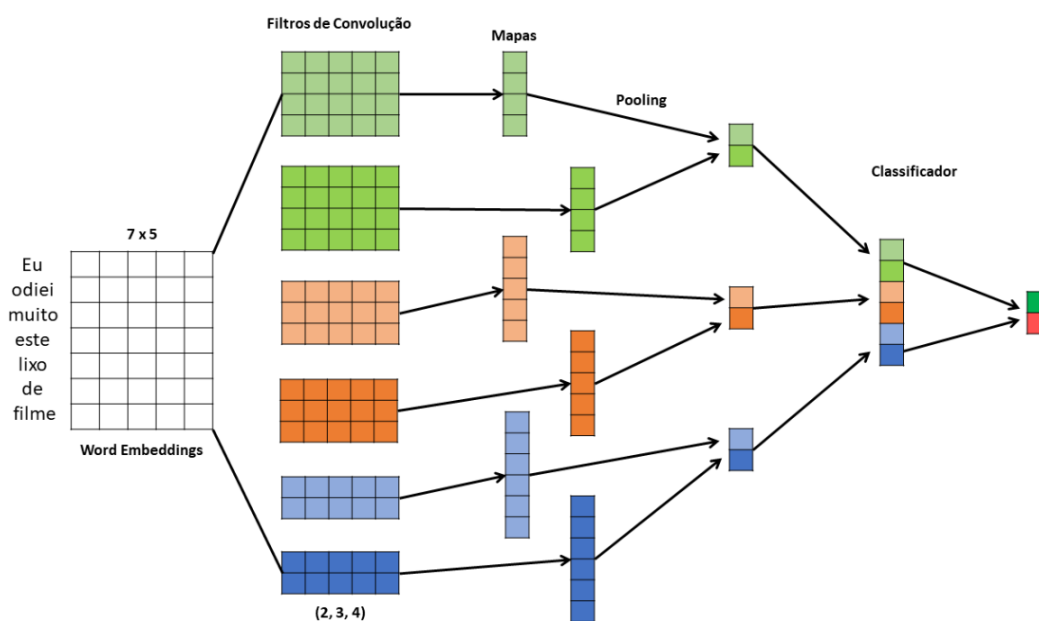 Filtros de Convolução
Mapas
Pooling
Classificador
7 x 5
Eu
odiei
muito
este
lixo
de
filme
Word Embeddings
(2, 3, 4)